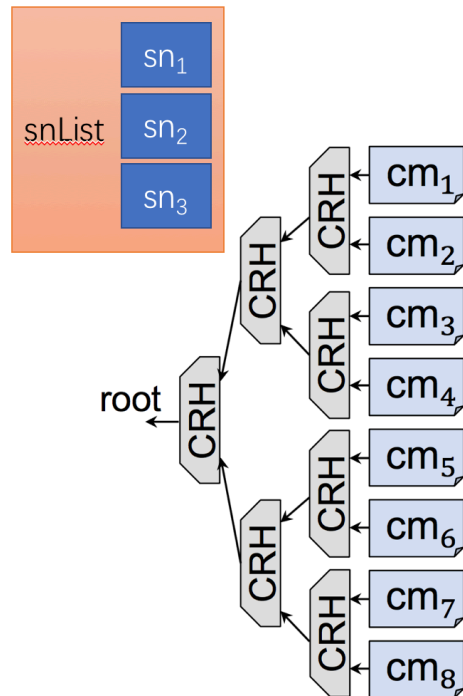 sn₁
snList
sn₂
sn₃
cm₁
CRH
cm₂
CRH
cm₃
CRH
cm₄
root
CRH
cm₅
CRH
cm₆
CRH
cm₇
CRH
cm₈